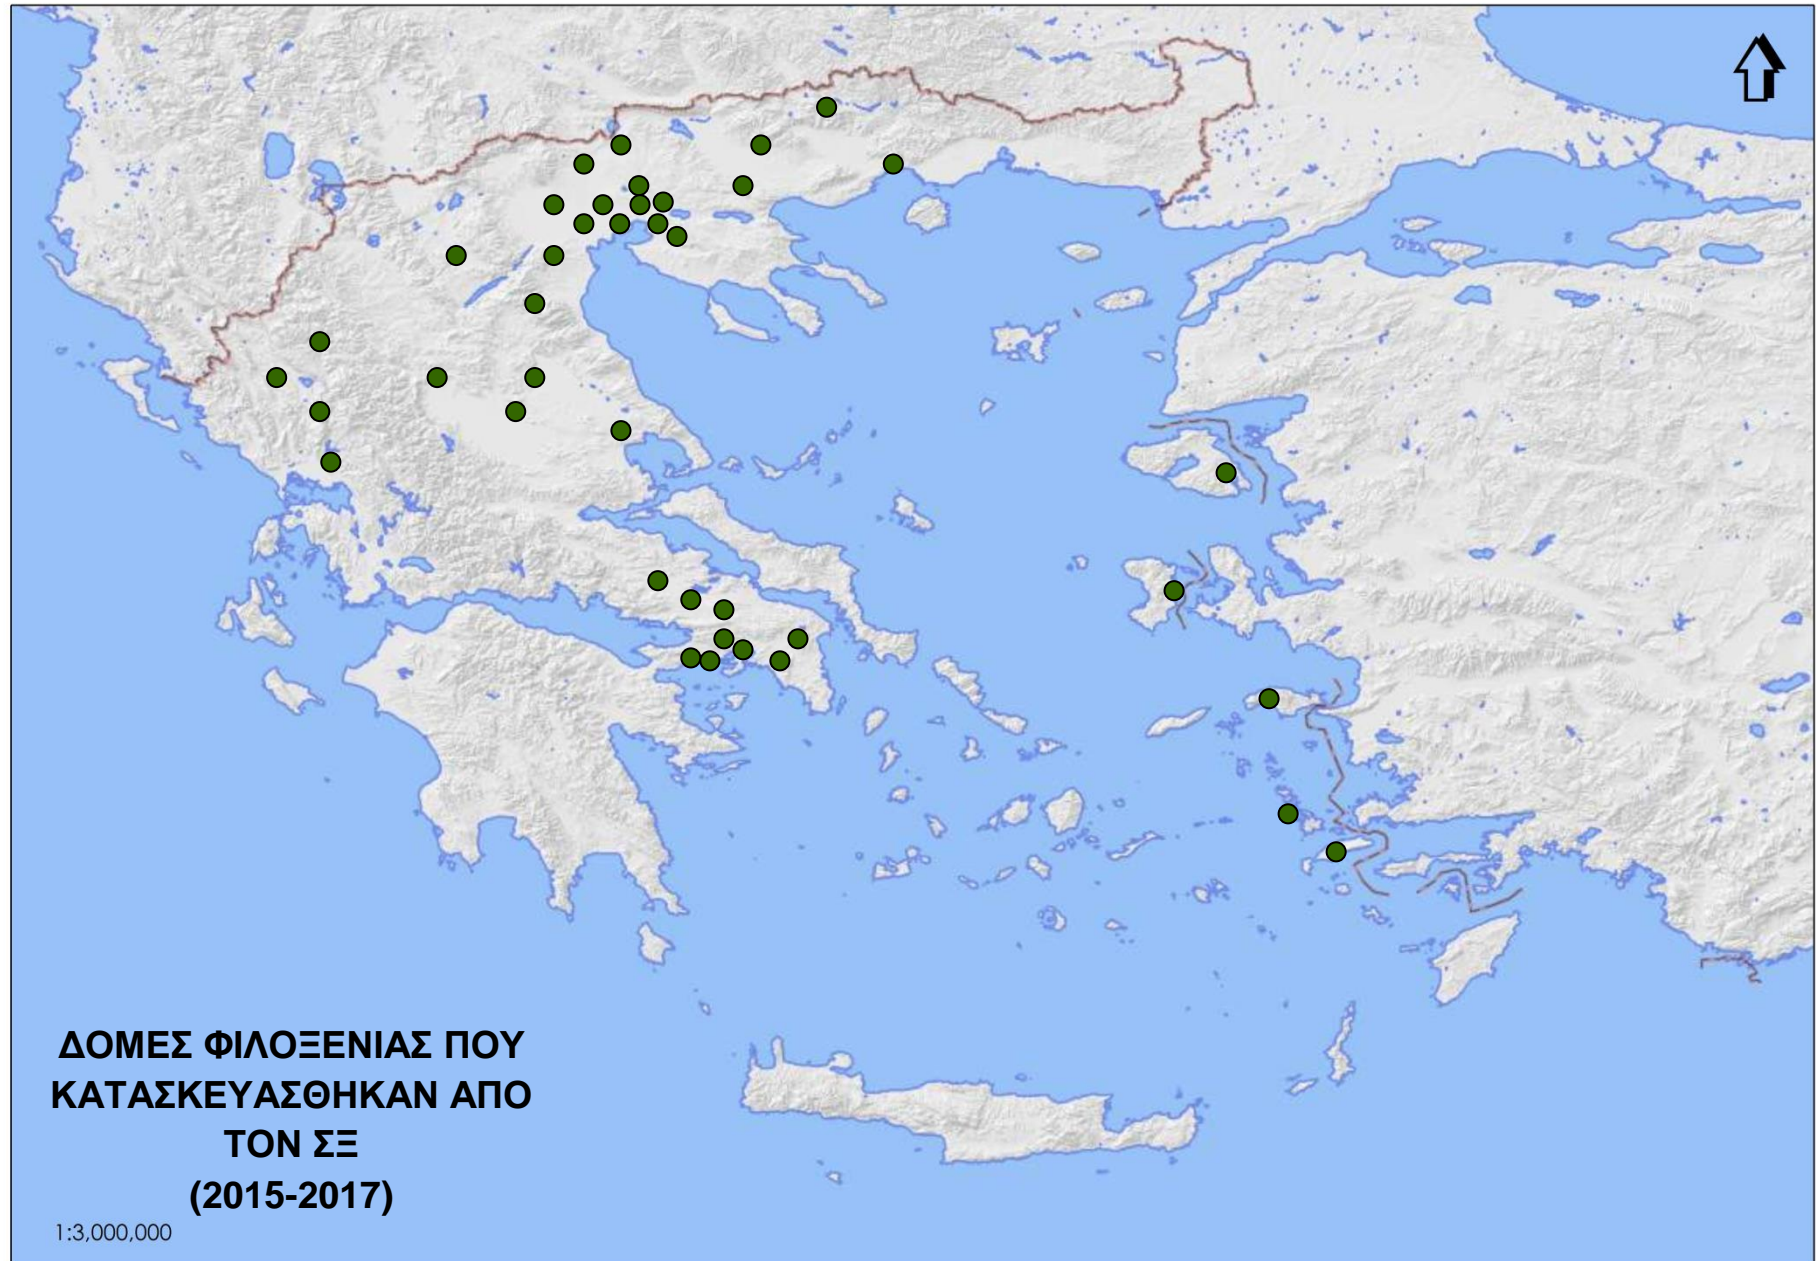 ΔΟΜΕΣ ΦΙΛΟΞΕΝΙΑΣ ΠΟΥ
ΚΑΤΑΣΚΕΥΑΣΘΗΚΑΝ ΑΠΟ
ΤΟΝ ΣΞ
(2015-2017)
1:3,000,000